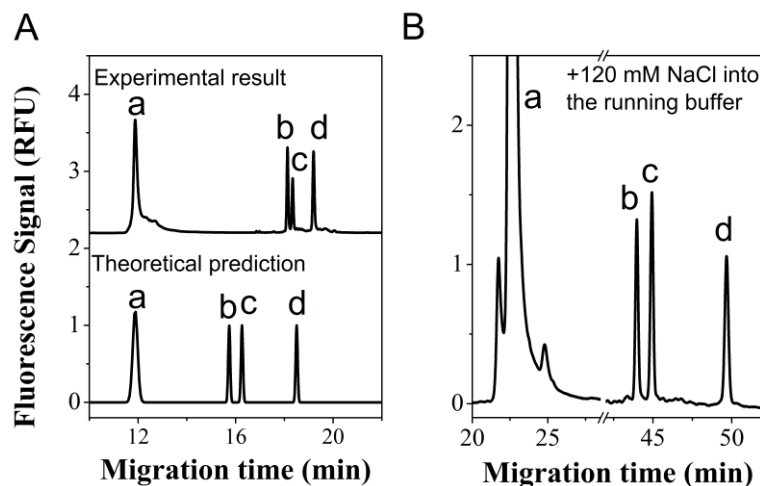 A
Fluorescence Signal (RFU)
4
2
1
0
Experimental result
a
b
c
d
Theoretical prediction
a
b
c
d
12
16
20
Migration time (min)
B
2
1
0
+120 mM NaCl into
the running buffer
a
b
c
d
20
25
45
50
Migration time (min)